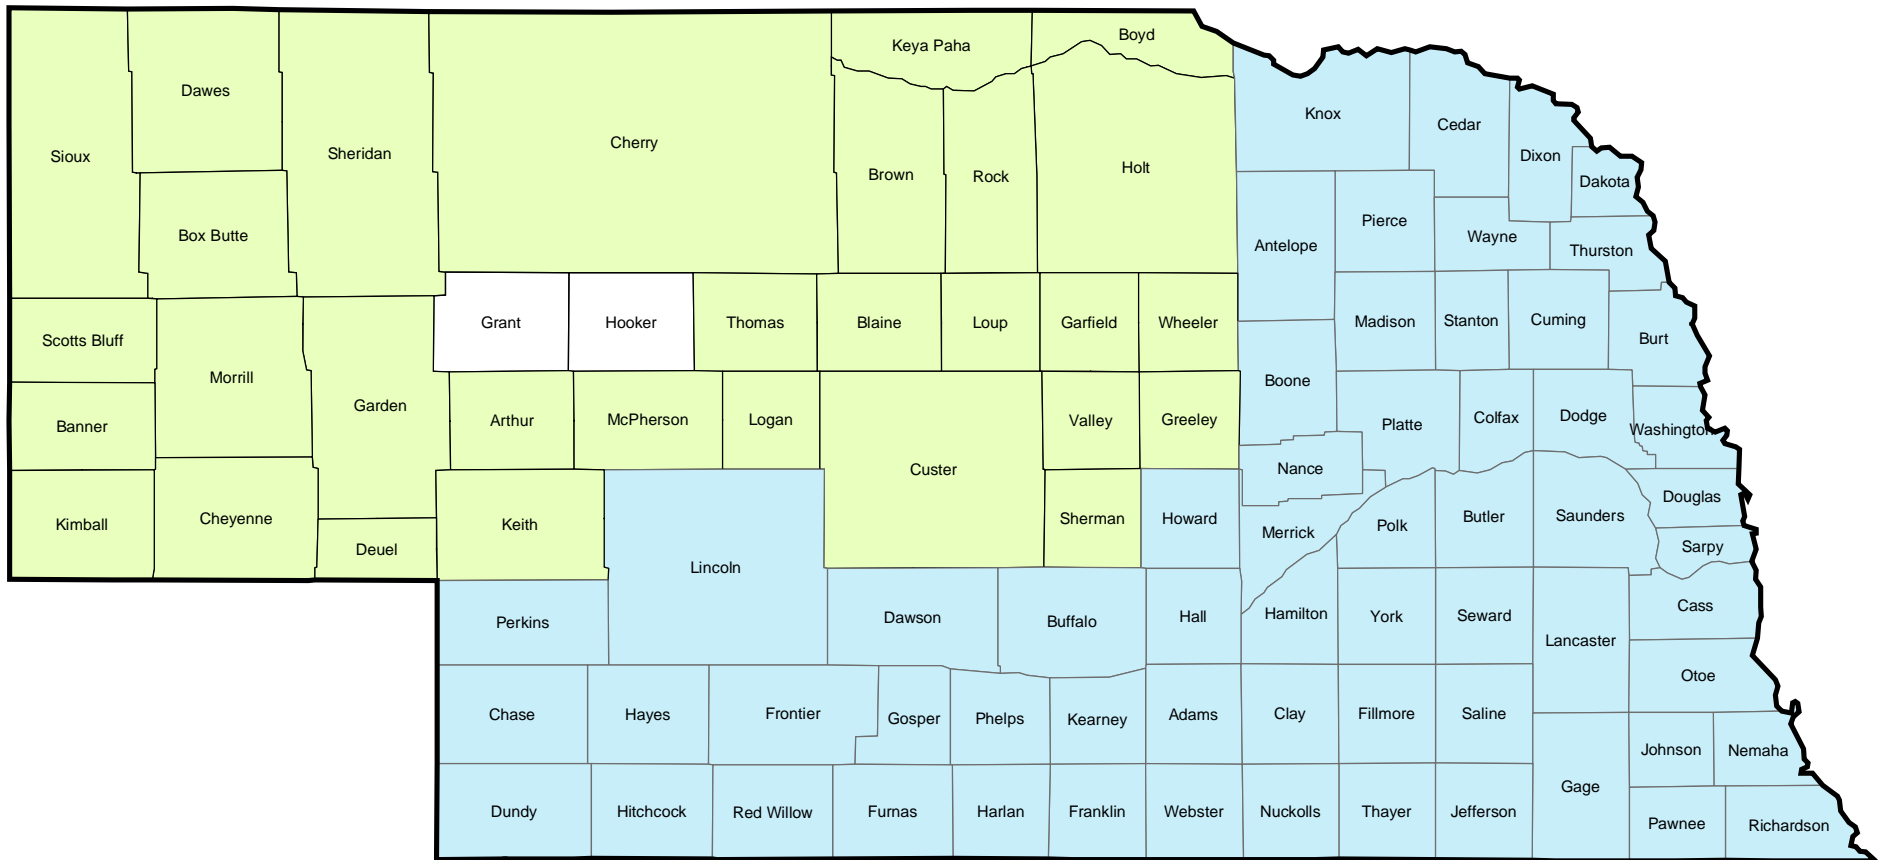 Boyd
Keya Paha
Dawes
Knox
Cedar
Cherry
Sheridan
Sioux
Dixon
Holt
Brown
Rock
Dakota
Pierce
Box Butte
Wayne
Antelope
Thurston
Grant
Hooker
Thomas
Blaine
Loup
Garfield
Wheeler
Madison
Stanton
Cuming
Scotts Bluff
Burt
Morrill
Boone
Garden
Arthur
McPherson
Logan
Valley
Greeley
Platte
Colfax
Dodge
Banner
Washington
Custer
Nance
Douglas
Kimball
Cheyenne
Keith
Sherman
Howard
Merrick
Polk
Butler
Saunders
Deuel
Sarpy
Lincoln
Perkins
Dawson
Buffalo
Hall
Hamilton
York
Seward
Cass
Lancaster
Otoe
Chase
Hayes
Frontier
Gosper
Phelps
Kearney
Adams
Clay
Fillmore
Saline
Johnson
Nemaha
Gage
Dundy
Hitchcock
Red Willow
Furnas
Harlan
Franklin
Webster
Nuckolls
Thayer
Jefferson
Pawnee
Richardson